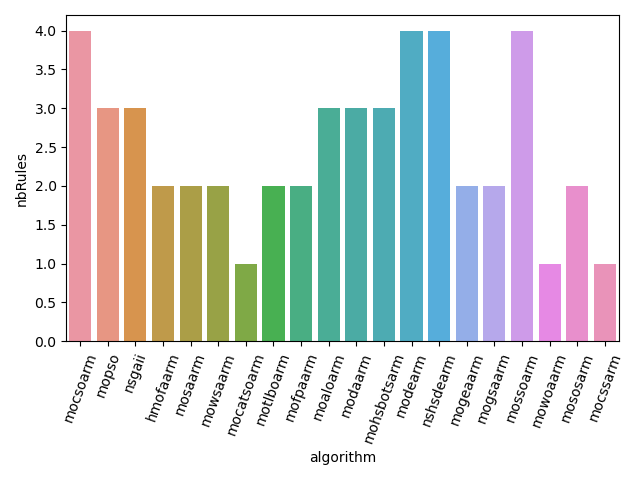 4.0
3.5
3.0
2.5
2.0
1.5
1.0
0.5
0.0
nbRules
mocsoarm
mopso
nsgaii
hmofaarm
mosaarm
mowsaarm
mocatsoarm
motlboarm
mofpaarm
moaloarm
modaarm
mohsbotsarm
modearm
nshsdearm
mogeaarm
mogsaarm
mossoarm
mowoaarm
mososarm
mocssarm
algorithm